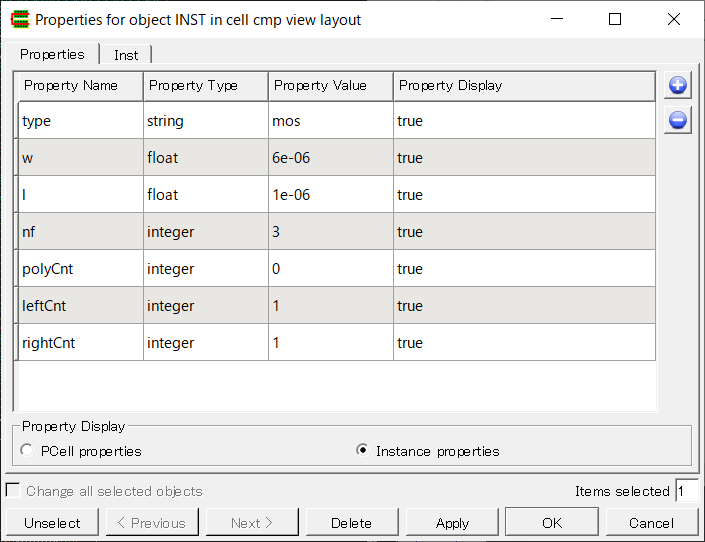 Properties for object INST in cell cmp view layout
Properties Inst
Property Name Property Type Property Value Property Display
type string mos true
w float 6e-06 true
l float 1e-06 true
nf integer 3 true
polyCnt integer 0 true
leftCnt integer 1 true
rightCnt integer 1 true
Property Display
PCell properties Instance properties
Change all selected objects Items selected 1
Unselect < Previous Next > Delete Apply OK Cancel